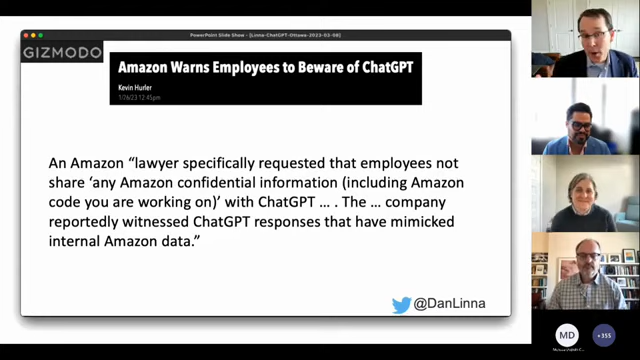 PowerPoint Slide Show - [Linna-ChatGPT-Ottawa-2023-03-08]
GIZMODO
Amazon Warns Employees to Beware of ChatGPT
Kevin Hurler
1/26/23 12:45pm
An Amazon “lawyer specifically requested that employees not
share ‘any Amazon confidential information (including Amazon
code you are working on)’ with ChatGPT … . The … company
reportedly witnessed ChatGPT responses that have mimicked
internal Amazon data.”
@DanLinna
MD
+355